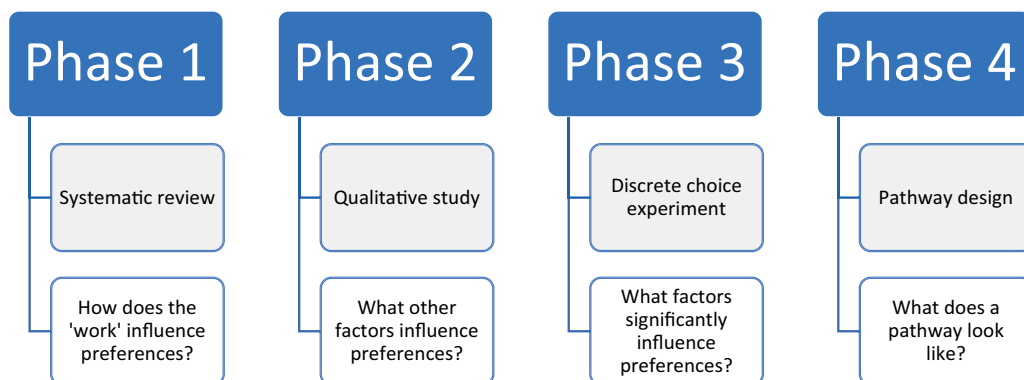 Phase 1
Systematic review
How does the
'work' influence
preferences?
Phase 2
Qualitative study
What other
factors influence
preferences?
Phase 3
Discrete choice
experiment
What factors
significantly
influence
preferences?
Phase 4
Pathway design
What does a
pathway look
like?